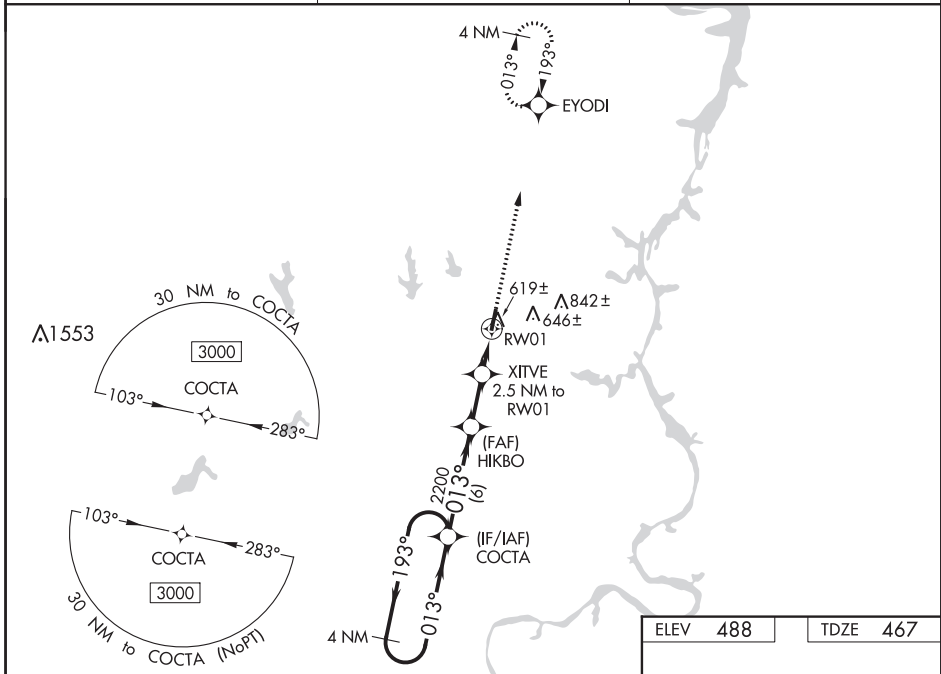 4 NM
013°
193°
EYODI
30 NM to COCTA
1553
3000
COCTA
103°
283°
619±
842±
646±
RW01
XITVE
2.5 NM to
RW01
(FAF)
HIKBO
2200
013°
(6)
(IF/IAF)
COCTA
193°
013°
4 NM
103°
283°
COCTA
3000
30 NM to COCTA (NoPT)
ELEV 488
TDZE 467